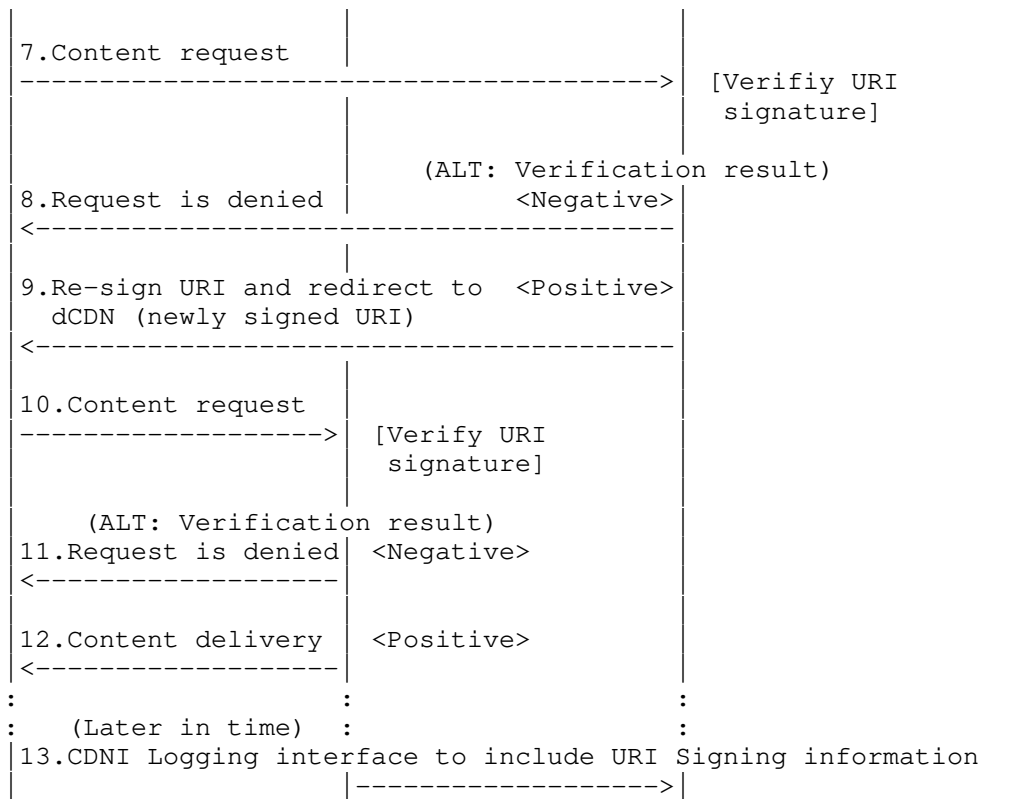 7.Content request
[Verifiy URI
signature]
(ALT: Verification result)
8.Request is denied <Negative>
9.Re-sign URI and redirect to <Positive>
dCDN (newly signed URI)
10.Content request
[Verify URI
signature]
(ALT: Verification result)
11.Request is denied <Negative>
12.Content delivery <Positive>
: : :
: (Later in time) : :
13.CDNI Logging interface to include URI Signing information